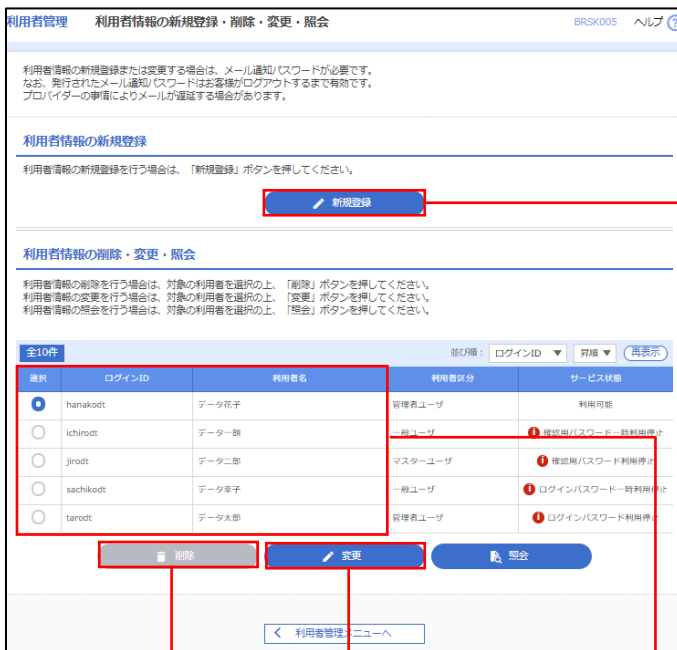 利用者管理 利用者情報の新規登録・削除・変更・照会 BRSK005 ヘルプ ?
利用者情報の新規登録または変更する場合は、メール通知パスワードが必要です。
なお、発行されたメール通知パスワードはお客様がログアウトするまで有効です。
プロバイダーの事情によりメールが遅延する場合があります。
利用者情報の新規登録
利用者情報の新規登録を行う場合は、「新規登録」ボタンを押してください。
新規登録
利用者情報の削除・変更・照会
利用者情報の削除を行う場合は、対象の利用者を選択の上、「削除」ボタンを押してください。
利用者情報の変更を行う場合は、対象の利用者を選択の上、「変更」ボタンを押してください。
利用者情報の照会を行う場合は、対象の利用者を選択の上、「照会」ボタンを押してください。
全10件 並び順： ログインID ▼ 昇順 ▼ 再表示
選択 ログインID 利用者名 利用者区分 サービス状態
hanakodt データ花子 管理者ユーザ 利用可能
ichirodt データ一朗 一般ユーザ 確認用パスワード一時利用停止
jirodt データ二郎 マスターユーザ 確認用パスワード利用停止
sachikodt データ幸子 一般ユーザ ログインパスワード一時利用停止
tarodt データ太郎 管理者ユーザ ログインパスワード利用停止
削除 変更 照会
利用者管理メニューへ